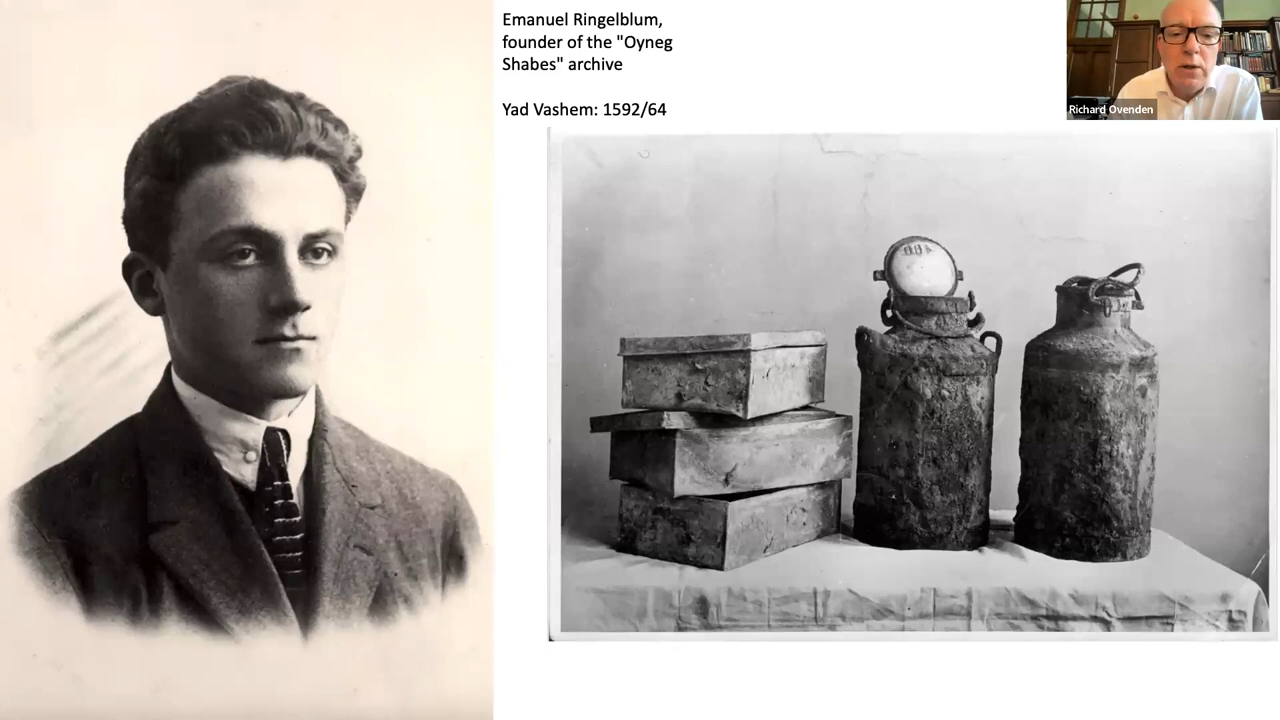 Emanuel Ringelblum,
founder of the "Oyneg
Shabes" archive
Yad Vashem: 1592/64
Richard Ovenden